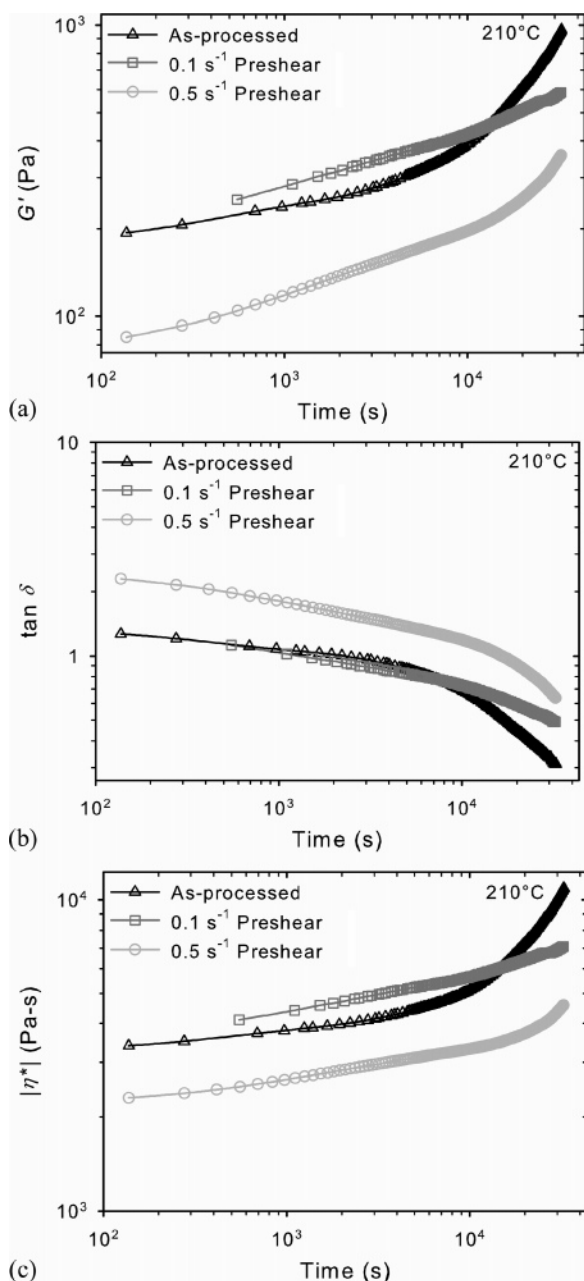 10³
210°C
As-processed
0.1 s⁻¹ Preshear
0.5 s⁻¹ Preshear
G' (Pa)
10²
10² 10³ 10⁴
(a) Time (s)
10
210°C
As-processed
0.1 s⁻¹ Preshear
0.5 s⁻¹ Preshear
tan δ
1
10² 10³ 10⁴
(b) Time (s)
10⁴
210°C
As-processed
0.1 s⁻¹ Preshear
0.5 s⁻¹ Preshear
|η*| (Pa-s)
10³
10² 10³ 10⁴
(c) Time (s)